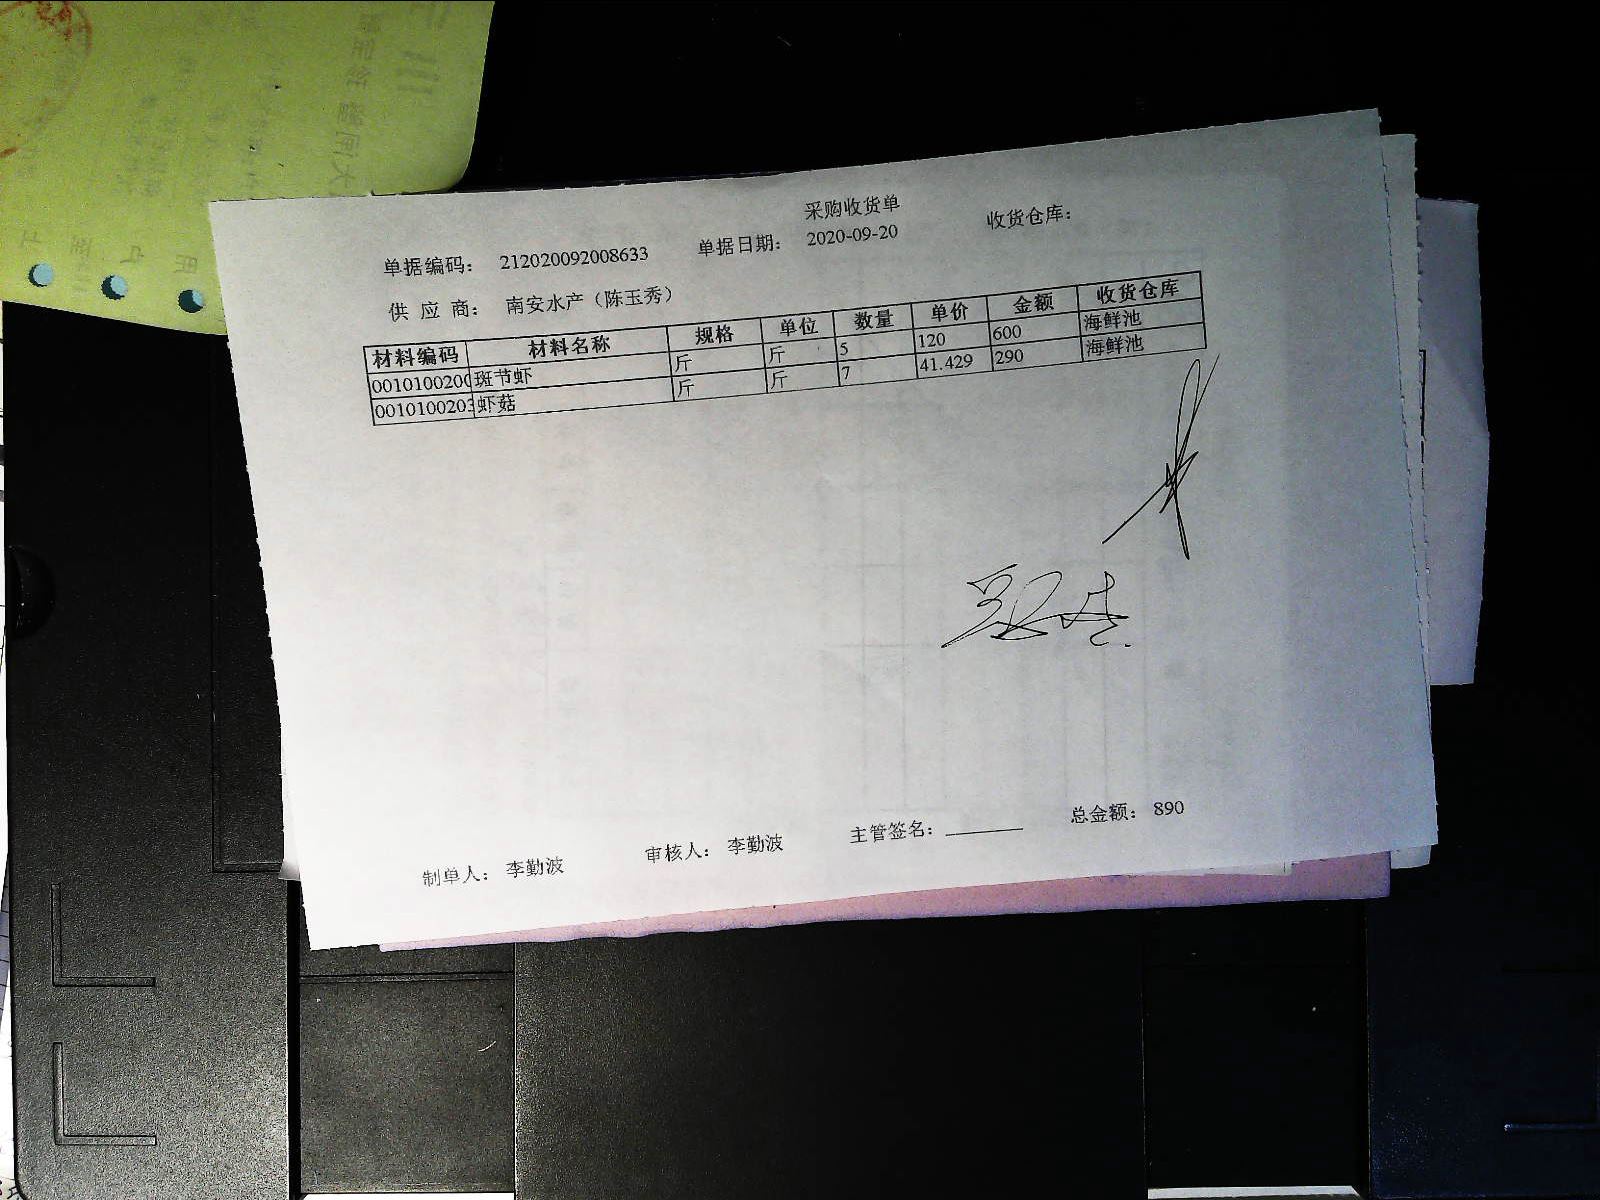 采购收货单
单据编码： 212020092008633 单据日期： 2020-09-20 收货仓库：
供 应 商： 南安水产（陈玉秀）
材料编码 材料名称 规格 单位 数量 单价 金额 收货仓库
0010100200 斑节虾 斤 斤 5 120 600 海鲜池
0010100203 虾菇 斤 斤 7 41.429 290 海鲜池
制单人： 李勤波 审核人： 李勤波 主管签名： 总金额： 890